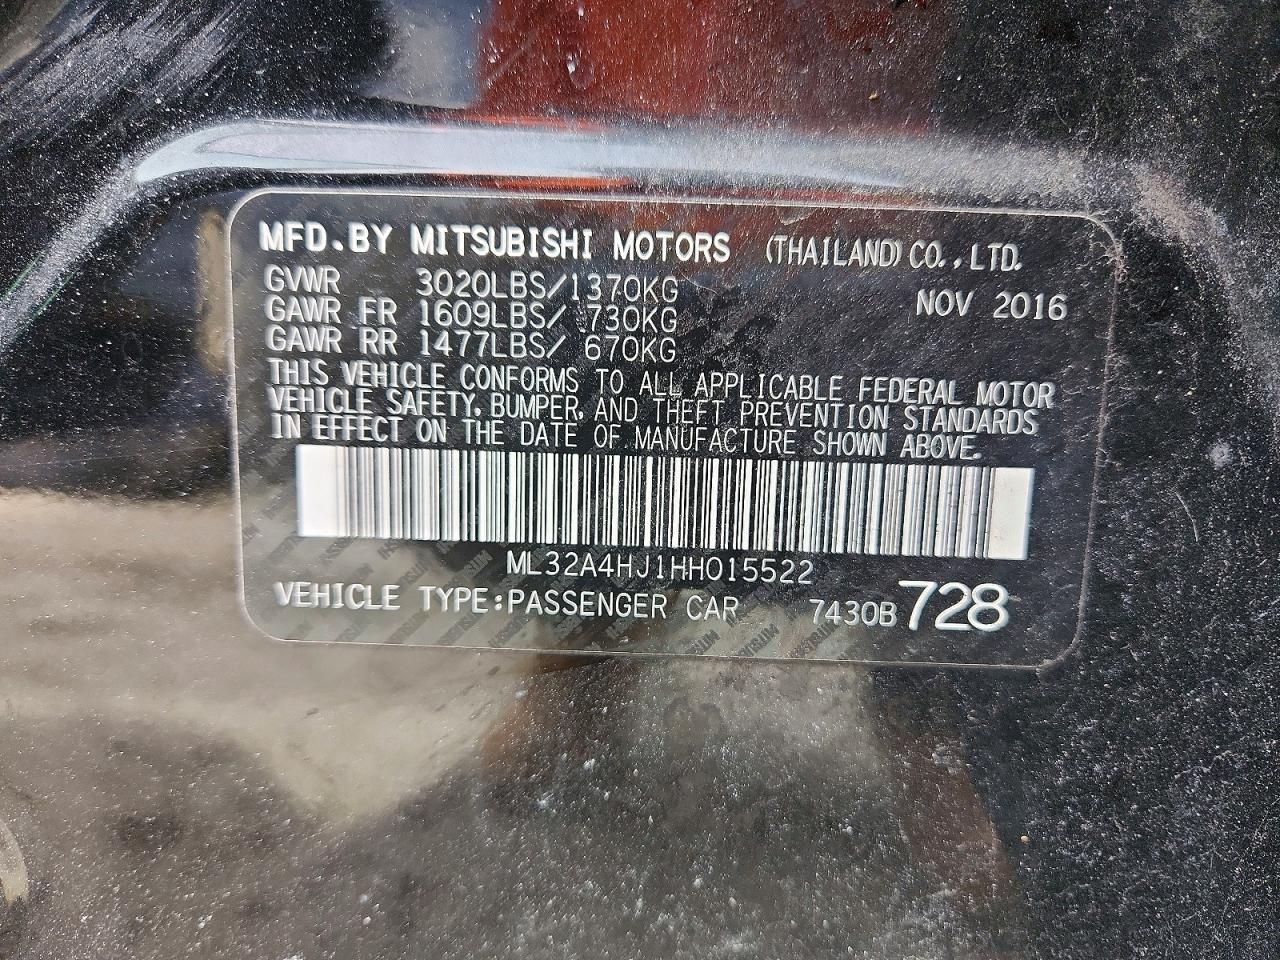 MFD.BY MITSUBISHI MOTORS (THAILAND) CO.,LTD.
GVWR 3020LBS/1370KG NOV 2016
GAWR FR 1609LBS/ 730KG
GAWR RR 1477LBS/ 670KG
THIS VEHICLE CONFORMS TO ALL APPLICABLE FEDERAL MOTOR
VEHICLE SAFETY, BUMPER, AND THEFT PREVENTION STANDARDS
IN EFFECT ON THE DATE OF MANUFACTURE SHOWN ABOVE.
ML32A4HJ1HH015522
VEHICLE TYPE:PASSENGER CAR 7430B 728